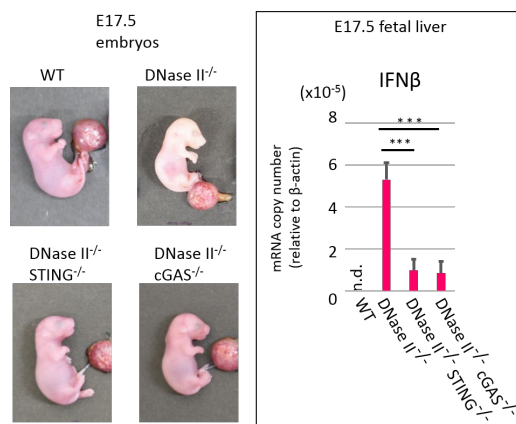 E17.5
embryos
WT
DNase II-/-
DNase II-/-
STING-/-
DNase II-/-
cGAS-/-
E17.5 fetal liver
IFNβ
(x10-5)
mRNA copy number
(relative to β-actin)
8
6
4
2
0
***
***
n.d.
WT
DNase II-/-
DNase II-/- STING-/-
DNase II-/- cGAS-/-